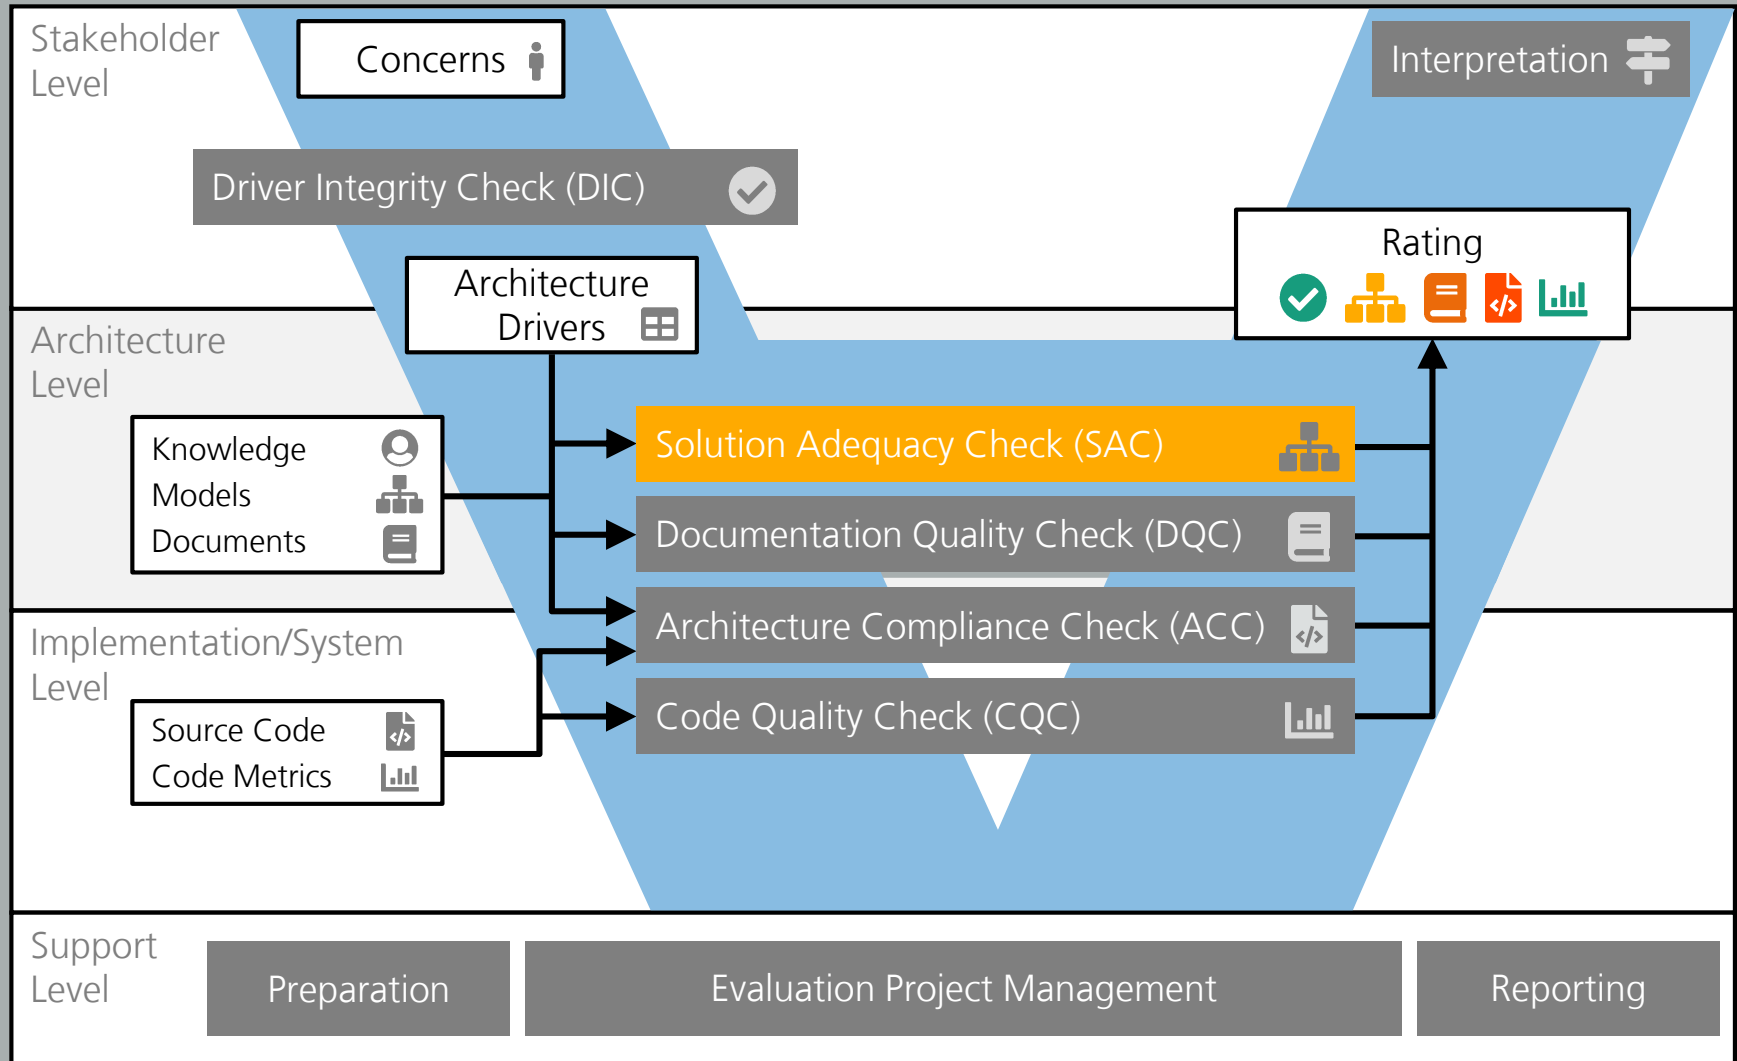 Stakeholder
Level
Concerns
Interpretation
Driver Integrity Check (DIC)
Rating
Architecture
Drivers
Architecture
Level
Knowledge
Models
Documents
Solution Adequacy Check (SAC)
Documentation Quality Check (DQC)
Architecture Compliance Check (ACC)
Implementation/System
Level
Source Code
Code Metrics
Code Quality Check (CQC)
Support
Level
Preparation
Evaluation Project Management
Reporting